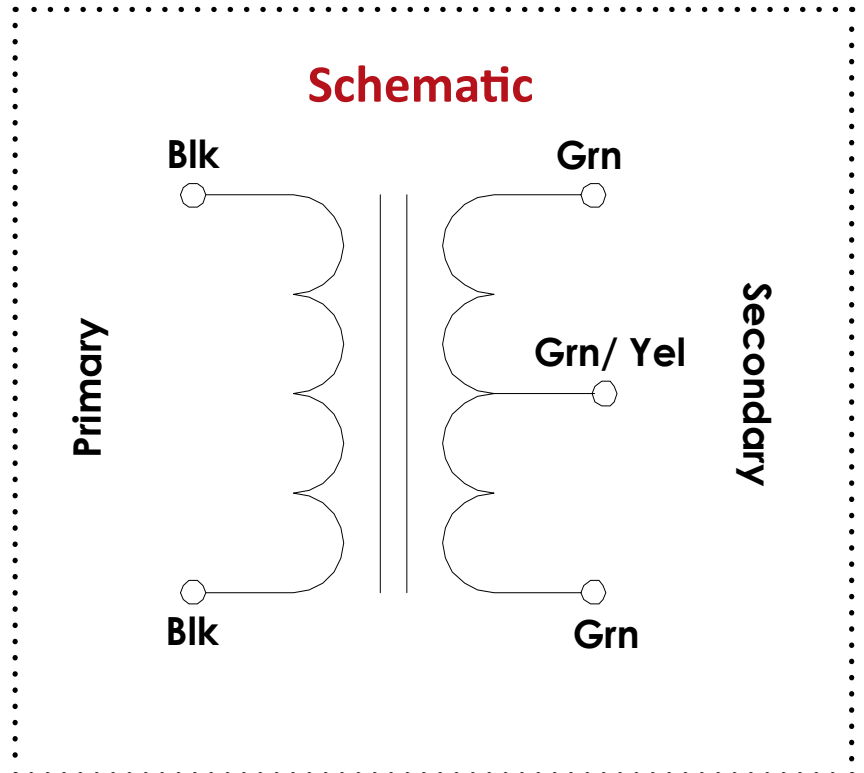 Schematic
Blk
Grn
Primary
Grn/ Yel
Secondary
Blk
Grn